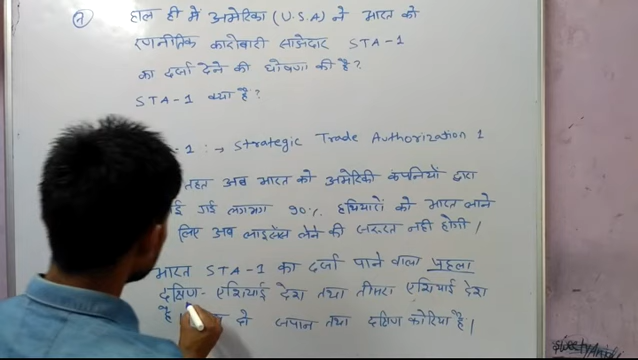 (१) हाल ही में अमेरिका (U.S.A) ने भारत को
रणनीतिक कारोबारी साझेदार STA-1
का दर्जा देने की घोषणा की है?
STA-1 क्या है?
1 :→ Strategic Trade Authorization 1
तहत अब भारत को अमेरिकी कंपनियों द्वारा
गई लगभग 90% हथियारों को भारत लाने
लिए अब लाइसेंस लेने की जरूरत नहीं होगी।
भारत STA-1 का दर्जा पाने वाला पहला
दक्षिण-एशियाई देश तथा तीसरा एशियाई देश
है। दो जापान तथा दक्षिण कोरिया है।